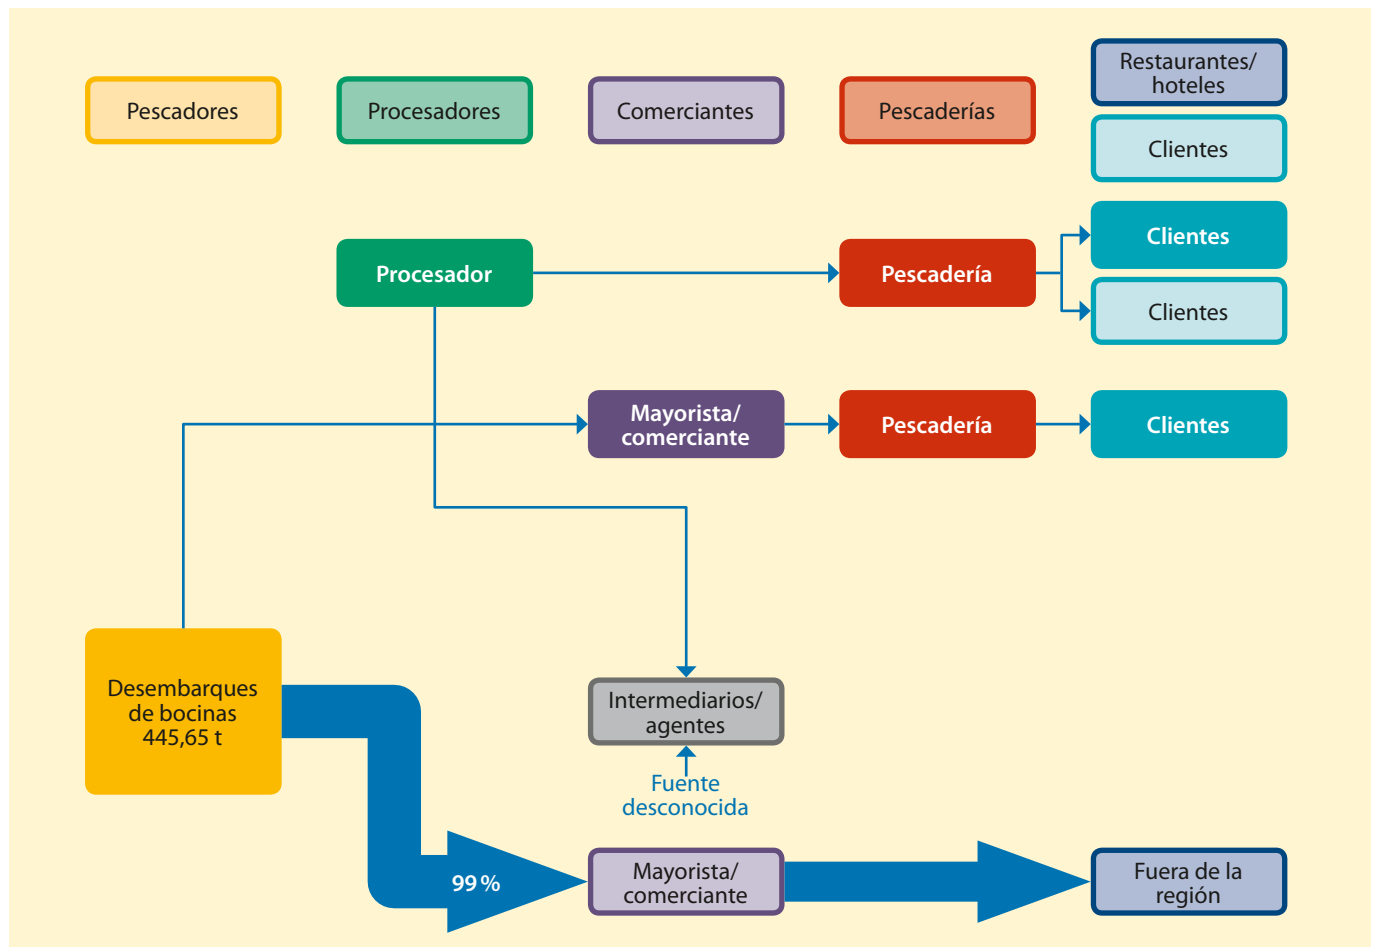 Pescadores
Procesadores
Comerciantes
Pescaderías
Restaurantes/
hoteles
Clientes
Procesador
Pescadería
Clientes
Clientes
Mayorista/
comerciante
Pescadería
Clientes
Desembarques
de bocinas
445,65 t
Intermediarios/
agentes
Fuente
desconocida
99 %
Mayorista/
comerciante
Fuera de la
región